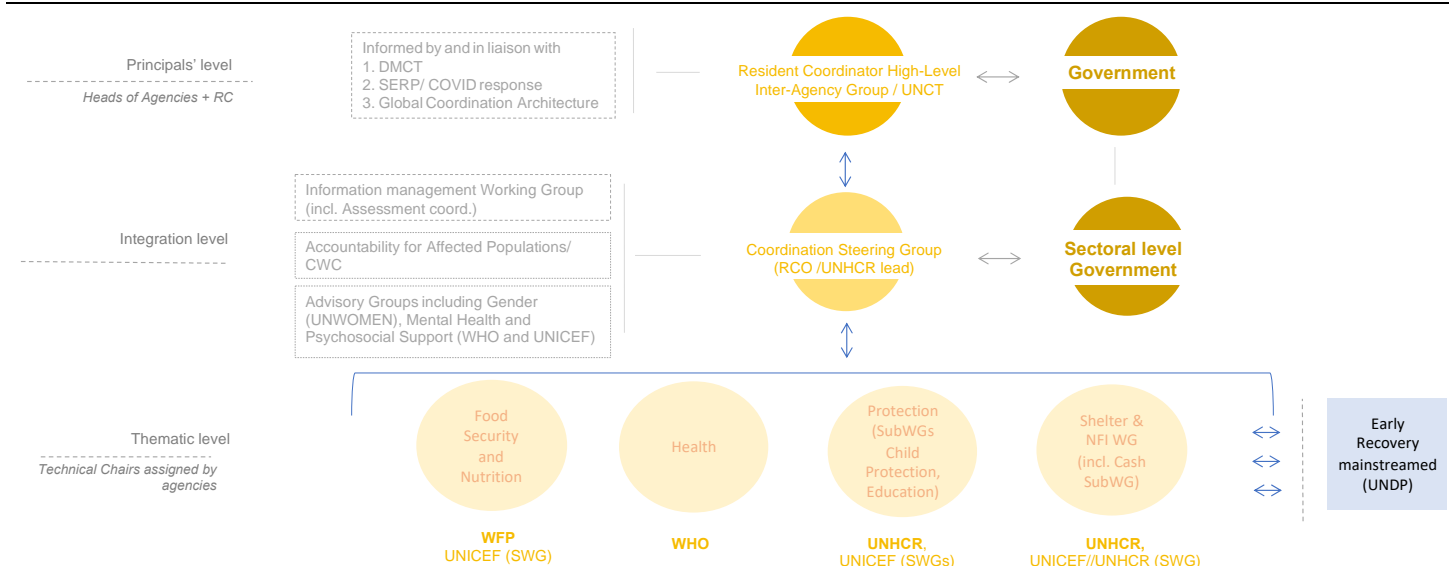 Principals’ level
Heads of Agencies + RC
Informed by and in liaison with
1. DMCT
2. SERP/ COVID response
3. Global Coordination Architecture
Resident Coordinator High-Level
Inter-Agency Group / UNCT
Government
Integration level
Information management Working Group
(incl. Assessment coord.)
Accountability for Affected Populations/
CWC
Advisory Groups including Gender
(UNWOMEN), Mental Health and
Psychosocial Support (WHO and UNICEF)
Coordination Steering Group
(RCO /UNHCR lead)
Sectoral level
Government
Thematic level
Technical Chairs assigned by
agencies
Food
Security
and
Nutrition
Health
Protection
(SubWGs
Child
Protection,
Education)
Shelter &
NFI WG
(incl. Cash
SubWG)
Early
Recovery
mainstreamed
(UNDP)
WFP
UNICEF (SWG)
WHO
UNHCR,
UNICEF (SWGs)
UNHCR,
UNICEF//UNHCR (SWG)